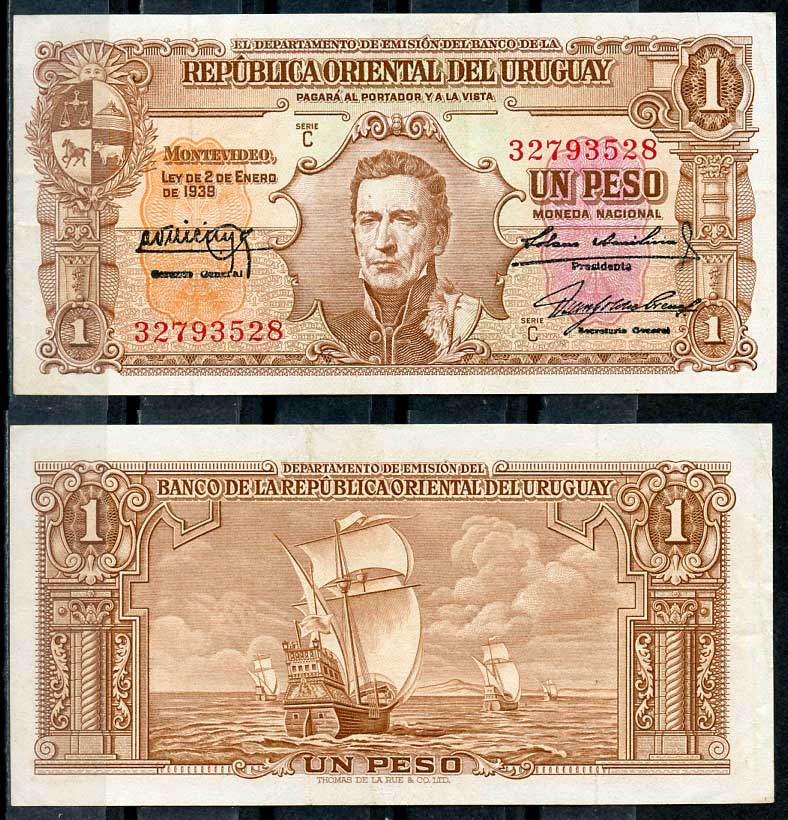 EL DEPARTAMENTO DE EMISIÓN DEL BANCO DE LA
REPÚBLICA ORIENTAL DEL URUGUAY
PAGARÁ AL PORTADOR Y A LA VISTA
1
SERIE
C
32793528
MONTEVIDEO,
LEY DE 2 DE ENERO
DE 1939
UN PESO
MONEDA NACIONAL
Gerente General
Presidente
32793528
1
SERIE
C
Secretario General
1
DEPARTAMENTO DE EMISIÓN DEL
BANCO DE LA REPÚBLICA ORIENTAL DEL URUGUAY
1
1
UN PESO
THOMAS DE LA RUE & CO. LTD.